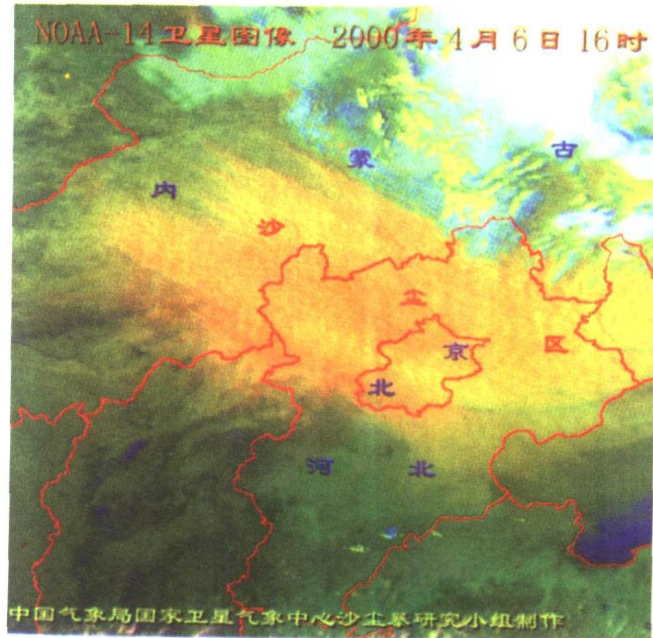 NOAA-14卫星图像 2000年4月6日16时
内 蒙 古
沙 尘 区
北 京
河 北
中国气象局国家卫星气象中心沙尘暴研究小组制作